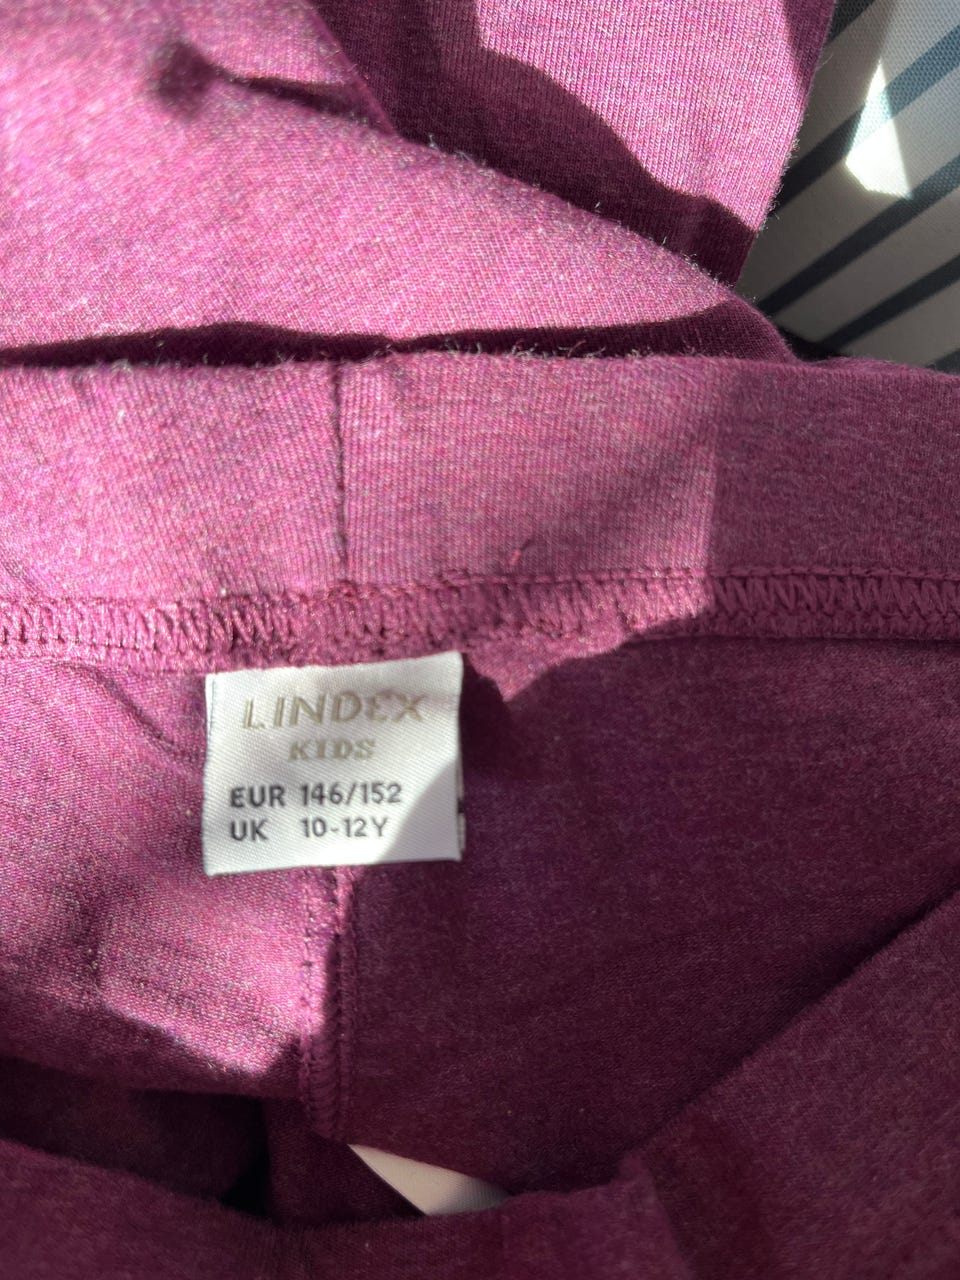 LINDEX
KIDS
EUR 146/152
UK 10-12Y